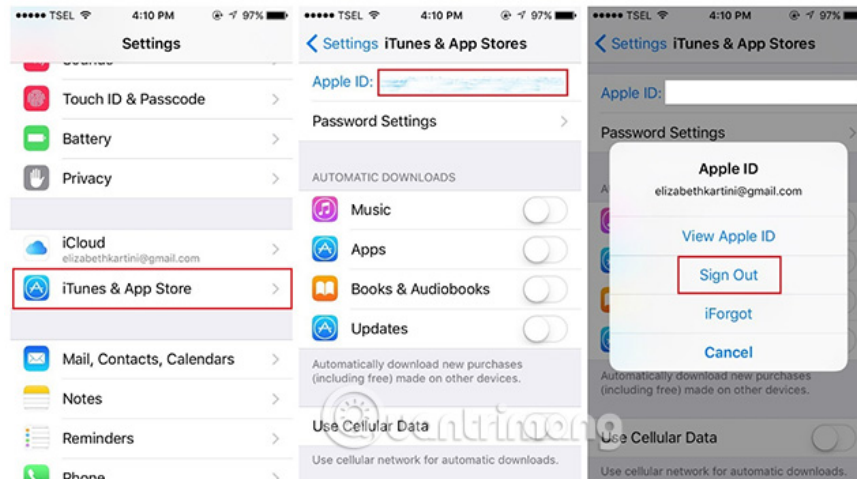 TSEL 4:10 PM 97%
Settings
Sounds
Touch ID & Passcode
Battery
Privacy
iCloud
elizabethkartini@gmail.com
iTunes & App Store
Mail, Contacts, Calendars
Notes
Reminders
Phone
TSEL 4:10 PM 97%
Settings iTunes & App Stores
Apple ID:
Password Settings
AUTOMATIC DOWNLOADS
Music
Apps
Books & Audiobooks
Updates
Automatically download new purchases
(including free) made on other devices.
Use Cellular Data
Use cellular network for automatic downloads.
TSEL 4:10 PM 97%
Settings iTunes & App Stores
Apple ID:
Password Settings
Apple ID
elizabethkartini@gmail.com
View Apple ID
Sign Out
iForgot
Cancel
Automatically download new purchases
(including free) made on other devices.
Use Cellular Data
Use cellular network for automatic downloads.
Quantrimang